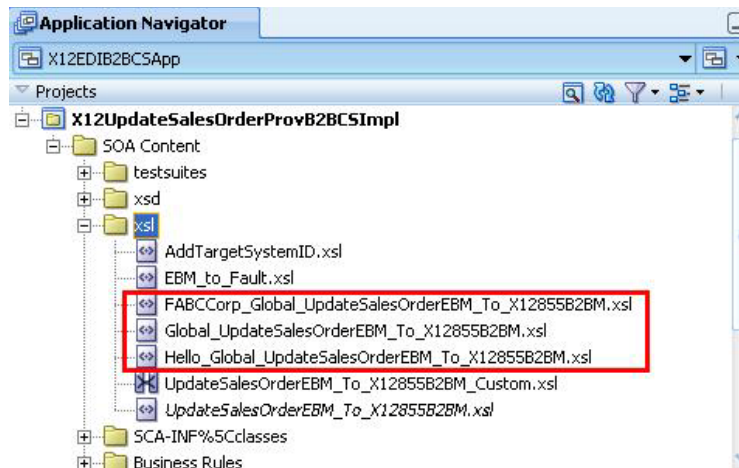 Application Navigator
X12EDIB2BCSApp
Projects
X12UpdateSalesOrderProvB2BCSImpl
SOA Content
testsuites
xsd
xsl
AddTargetSystemID.xsl
EBM_to_Fault.xsl
FABCCorp_Global_UpdateSalesOrderEBM_To_X12855B2BM.xsl
Global_UpdateSalesOrderEBM_To_X12855B2BM.xsl
Hello_Global_UpdateSalesOrderEBM_To_X12855B2BM.xsl
UpdateSalesOrderEBM_To_X12855B2BM_Custom.xsl
UpdateSalesOrderEBM_To_X12855B2BM.xsl
SCA-INF%5Cclasses
Business Rules